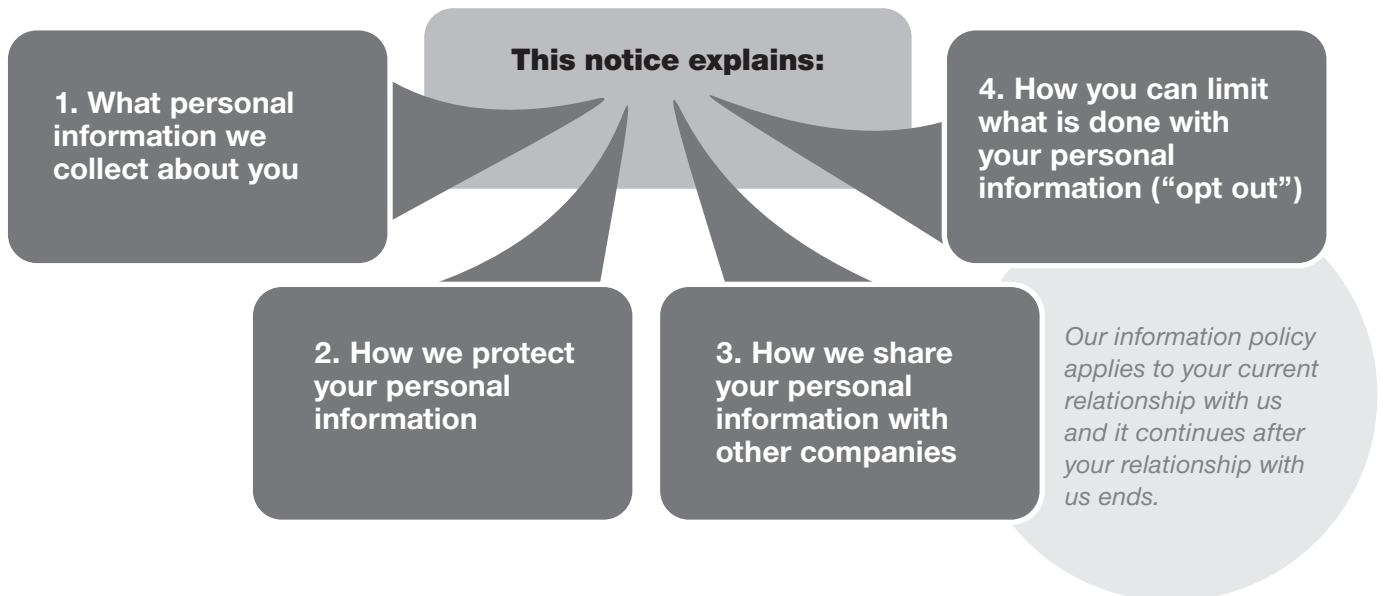 This notice explains:
1. What personal
information we
collect about you
2. How we protect
your personal
information
3. How we share
your personal
information with
other companies
4. How you can limit
what is done with
your personal
information (“opt out”)
Our information policy
applies to your current
relationship with us
and it continues after
your relationship with
us ends.